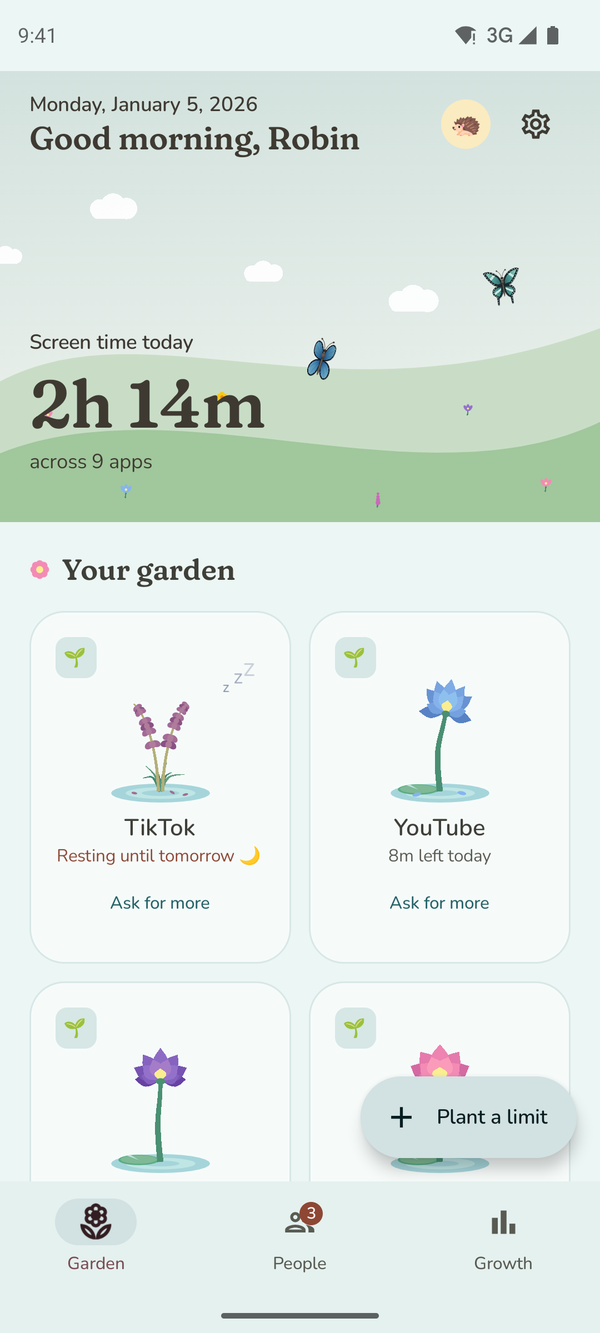 9:41
3G
Monday, January 5, 2026
Good morning, Robin
Screen time today
2h 14m
across 9 apps
Your garden
z z Z
TikTok
Resting until tomorrow 🌙
Ask for more
YouTube
8m left today
Ask for more
Plant a limit
3
Garden
People
Growth